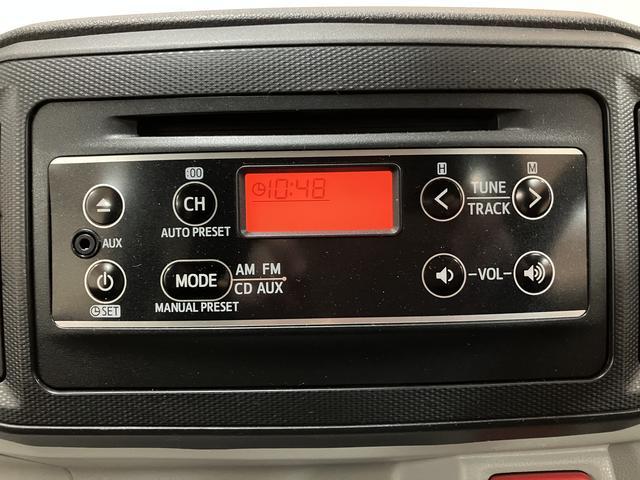 :00
CH
AUTO PRESET
10:48
H
M
TUNE
TRACK
AUX
SET
MODE
AM FM
CD AUX
MANUAL PRESET
-VOL-